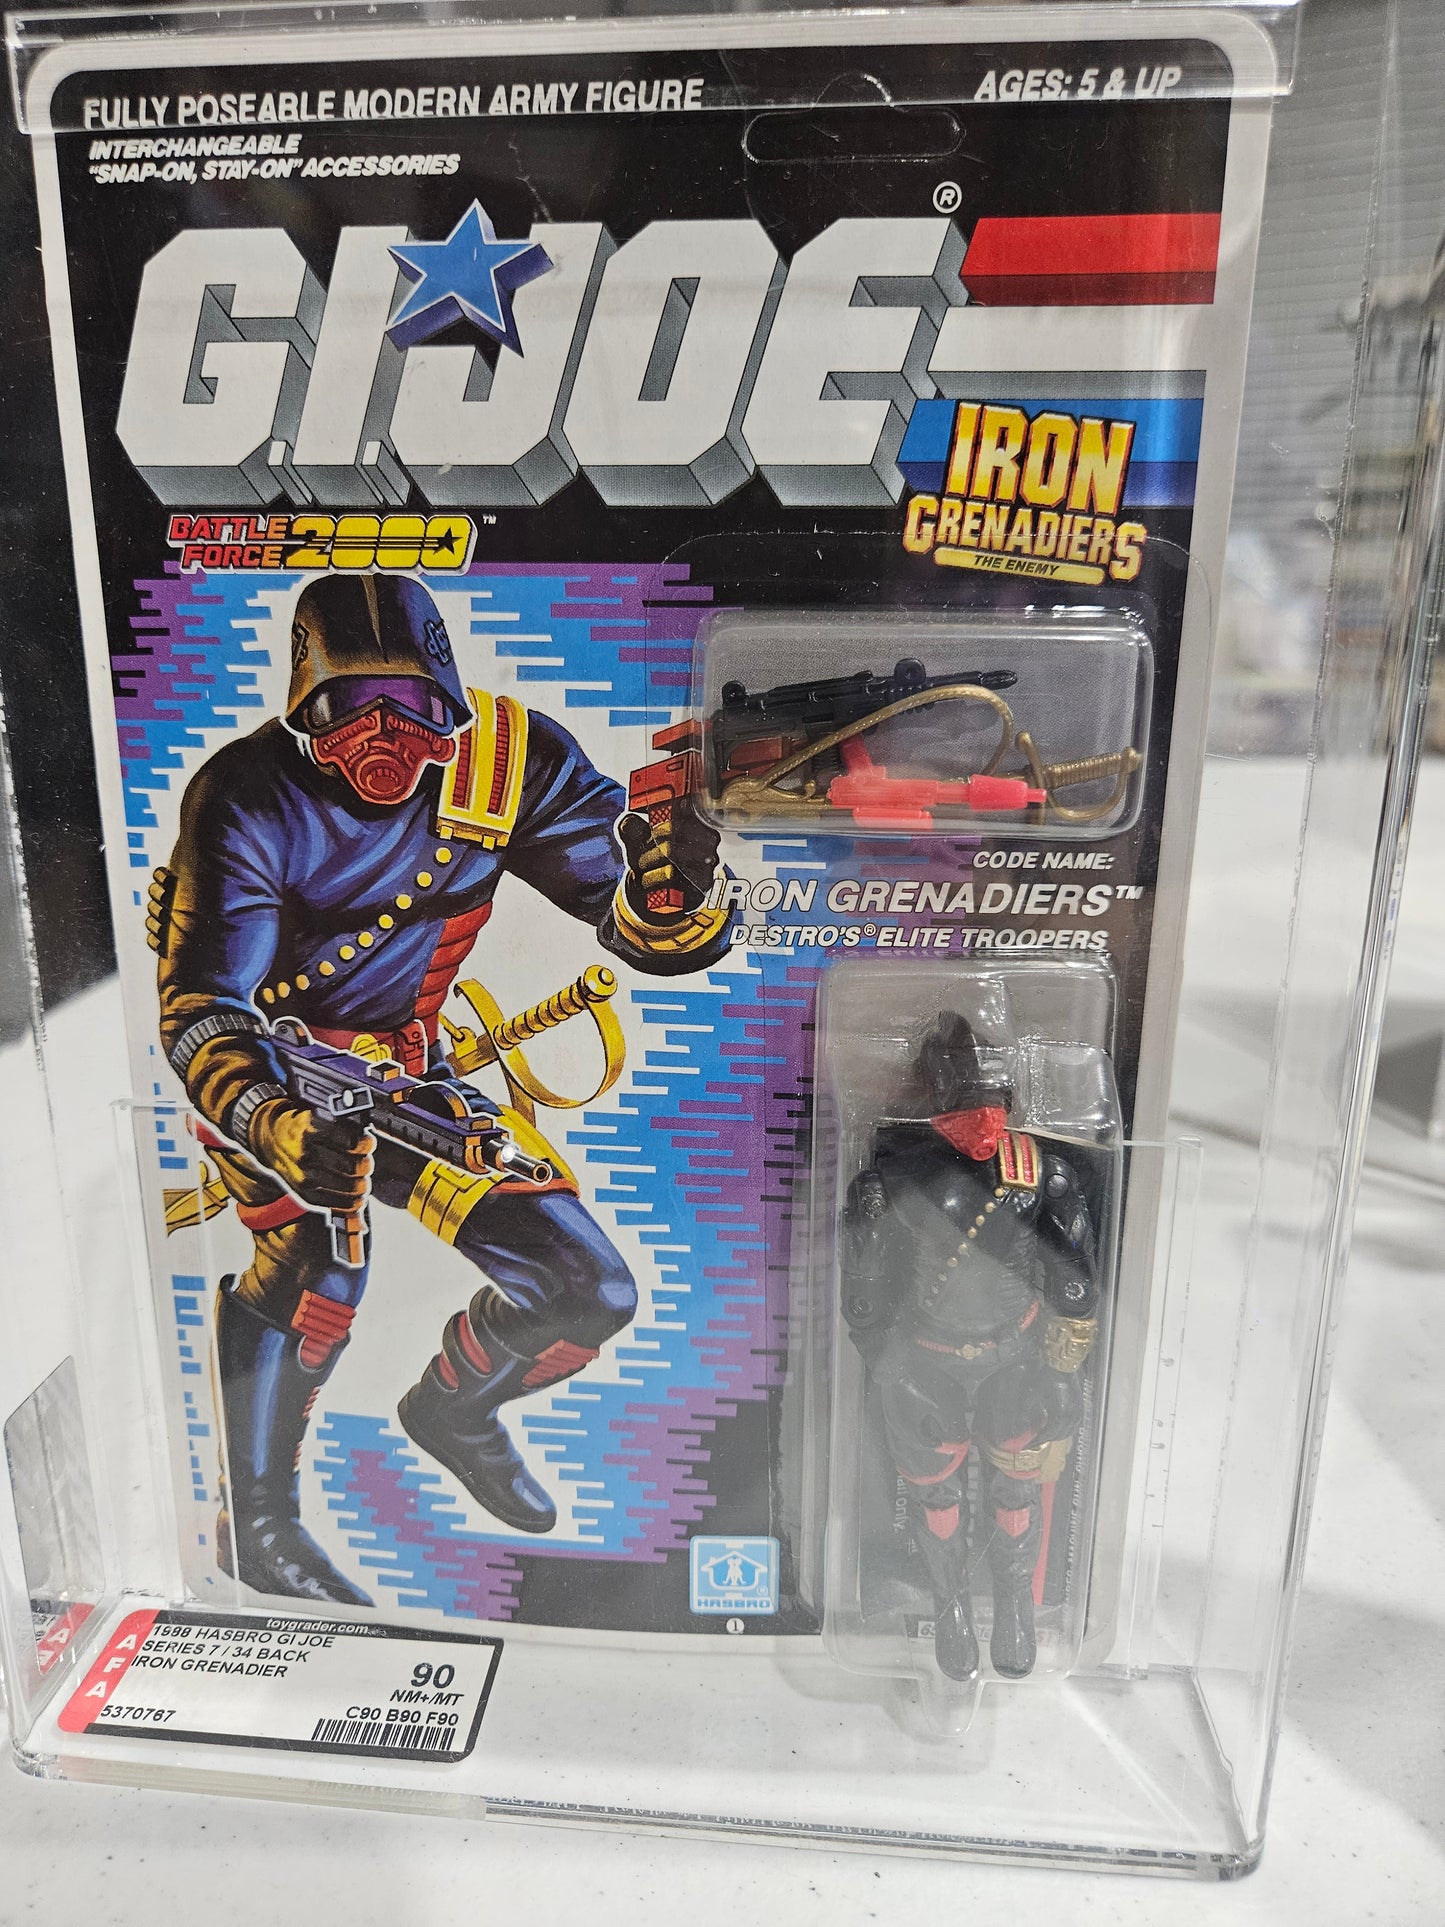 FULLY POSEABLE MODERN ARMY FIGURE
AGES: 5 & UP
INTERCHANGEABLE
"SNAP-ON, STAY-ON" ACCESSORIES
G.I. JOE ®
IRON
GRENADIERS
THE ENEMY
BATTLE
FORCE 2000 ™
CODE NAME:
IRON GRENADIERS™
DESTRO'S® ELITE TROOPERS
HASBRO ®
1
toygrader.com
AFA
1988 HASBRO GI JOE
SERIES 7 / 34 BACK
IRON GRENADIER
5370767
90
NM+/MT
C90 B90 F90